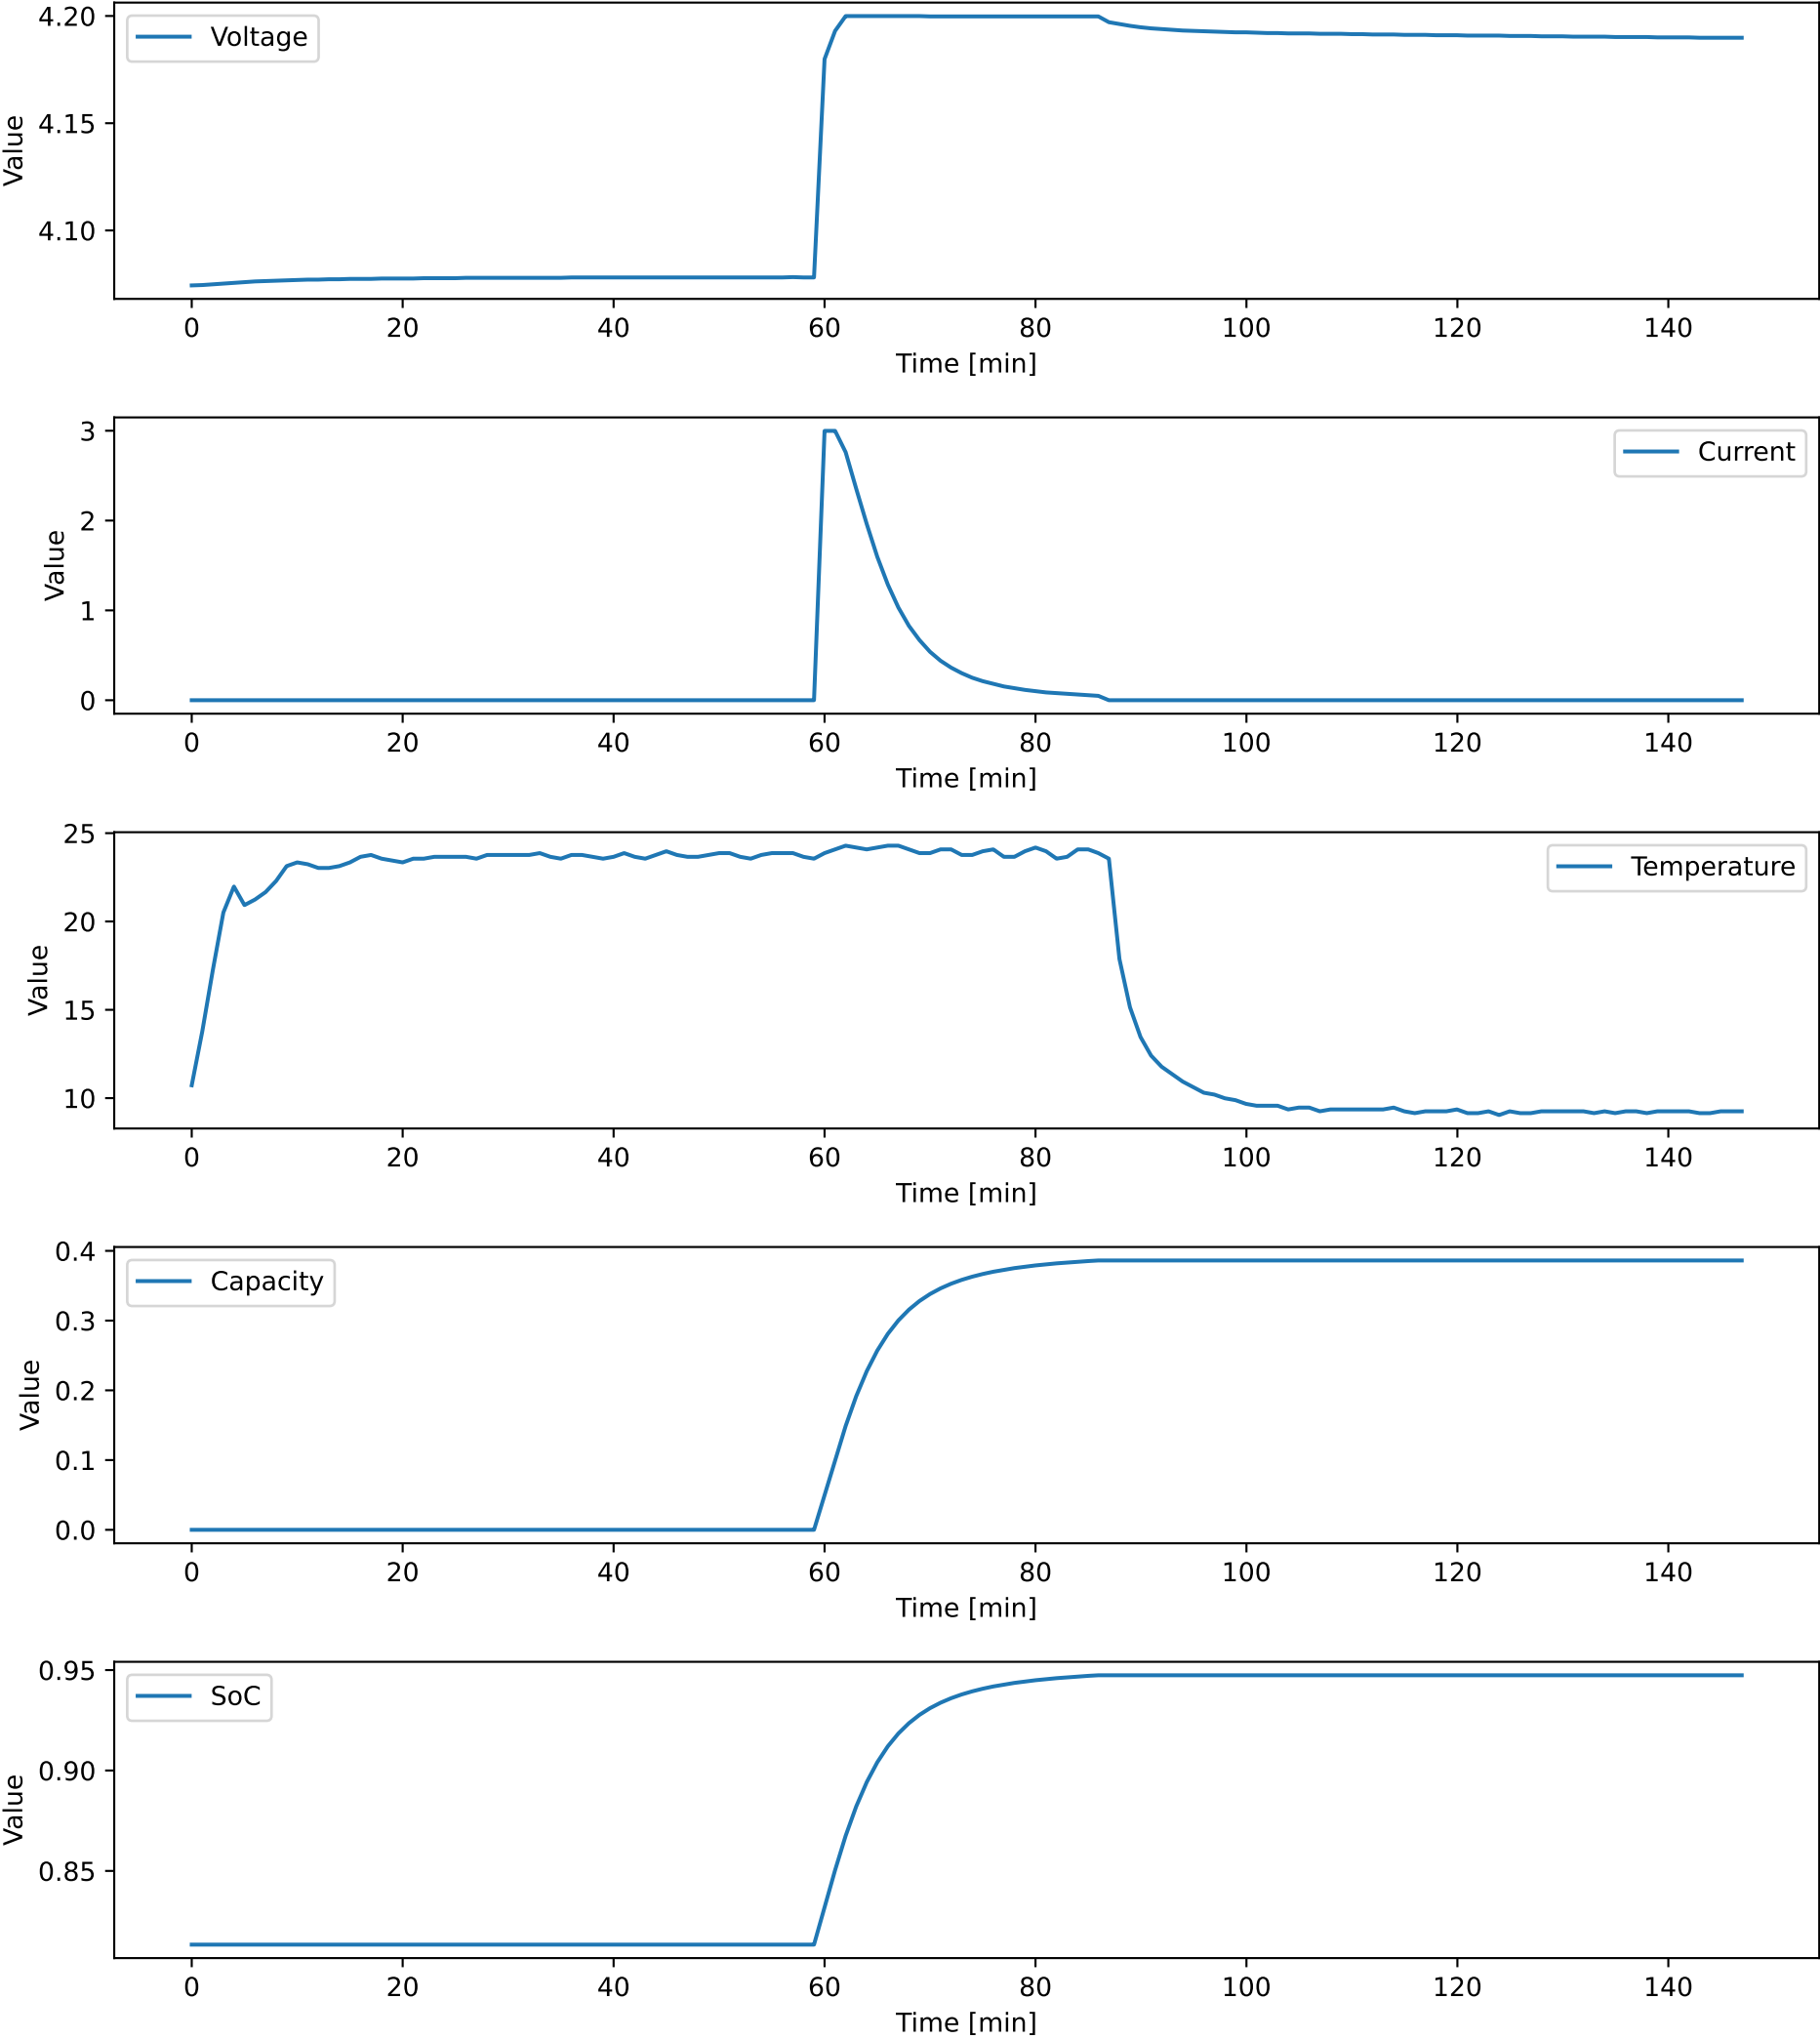 Value
4.20
4.15
4.10
Voltage
0 20 40 60 80 100 120 140
Time [min]
Value
3
2
1
0
Current
0 20 40 60 80 100 120 140
Time [min]
Value
25
20
15
10
Temperature
0 20 40 60 80 100 120 140
Time [min]
Value
0.4
0.3
0.2
0.1
0.0
Capacity
0 20 40 60 80 100 120 140
Time [min]
Value
0.95
0.90
0.85
SoC
0 20 40 60 80 100 120 140
Time [min]